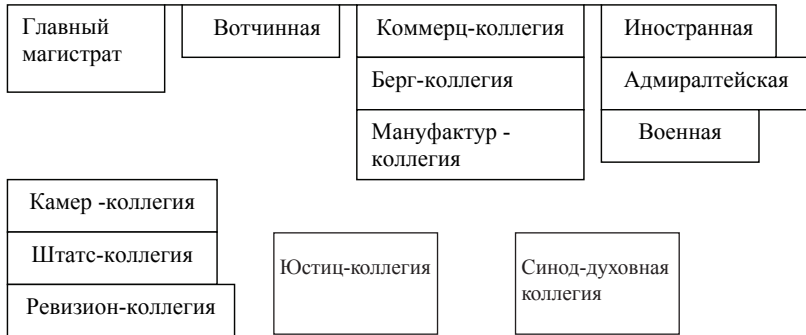 Главный
магистрат
Вотчинная
Коммерц-коллегия
Берг-коллегия
Мануфактур -
коллегия
Иностранная
Адмиралтейская
Военная
Камер -коллегия
Штатс-коллегия
Ревизион-коллегия
Юстиц-коллегия
Синод-духовная
коллегия